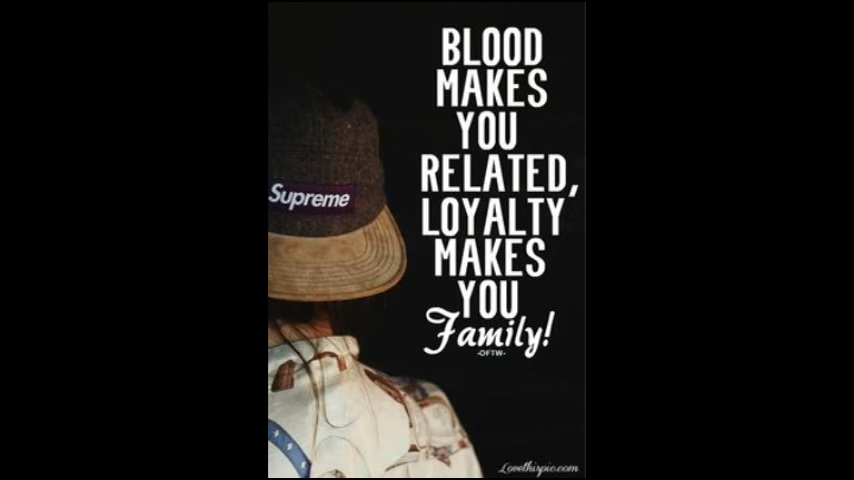 BLOOD
MAKES
YOU
RELATED,
LOYALTY
MAKES
YOU
Family!
-OFTW-
Supreme
Lovethispic.com